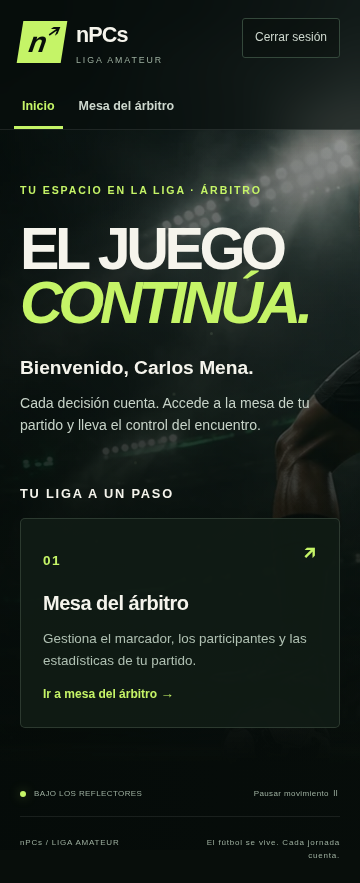 n
nPCs
LIGA AMATEUR
Cerrar sesión
Inicio
Mesa del árbitro
TU ESPACIO EN LA LIGA · ÁRBITRO
EL JUEGO
CONTINÚA.
Bienvenido, Carlos Mena.
Cada decisión cuenta. Accede a la mesa de tu
partido y lleva el control del encuentro.
TU LIGA A UN PASO
01
Mesa del árbitro
Gestiona el marcador, los participantes y las
estadísticas de tu partido.
Ir a mesa del árbitro →
BAJO LOS REFLECTORES
Pausar movimiento II
nPCs / LIGA AMATEUR
El fútbol se vive. Cada jornada
cuenta.